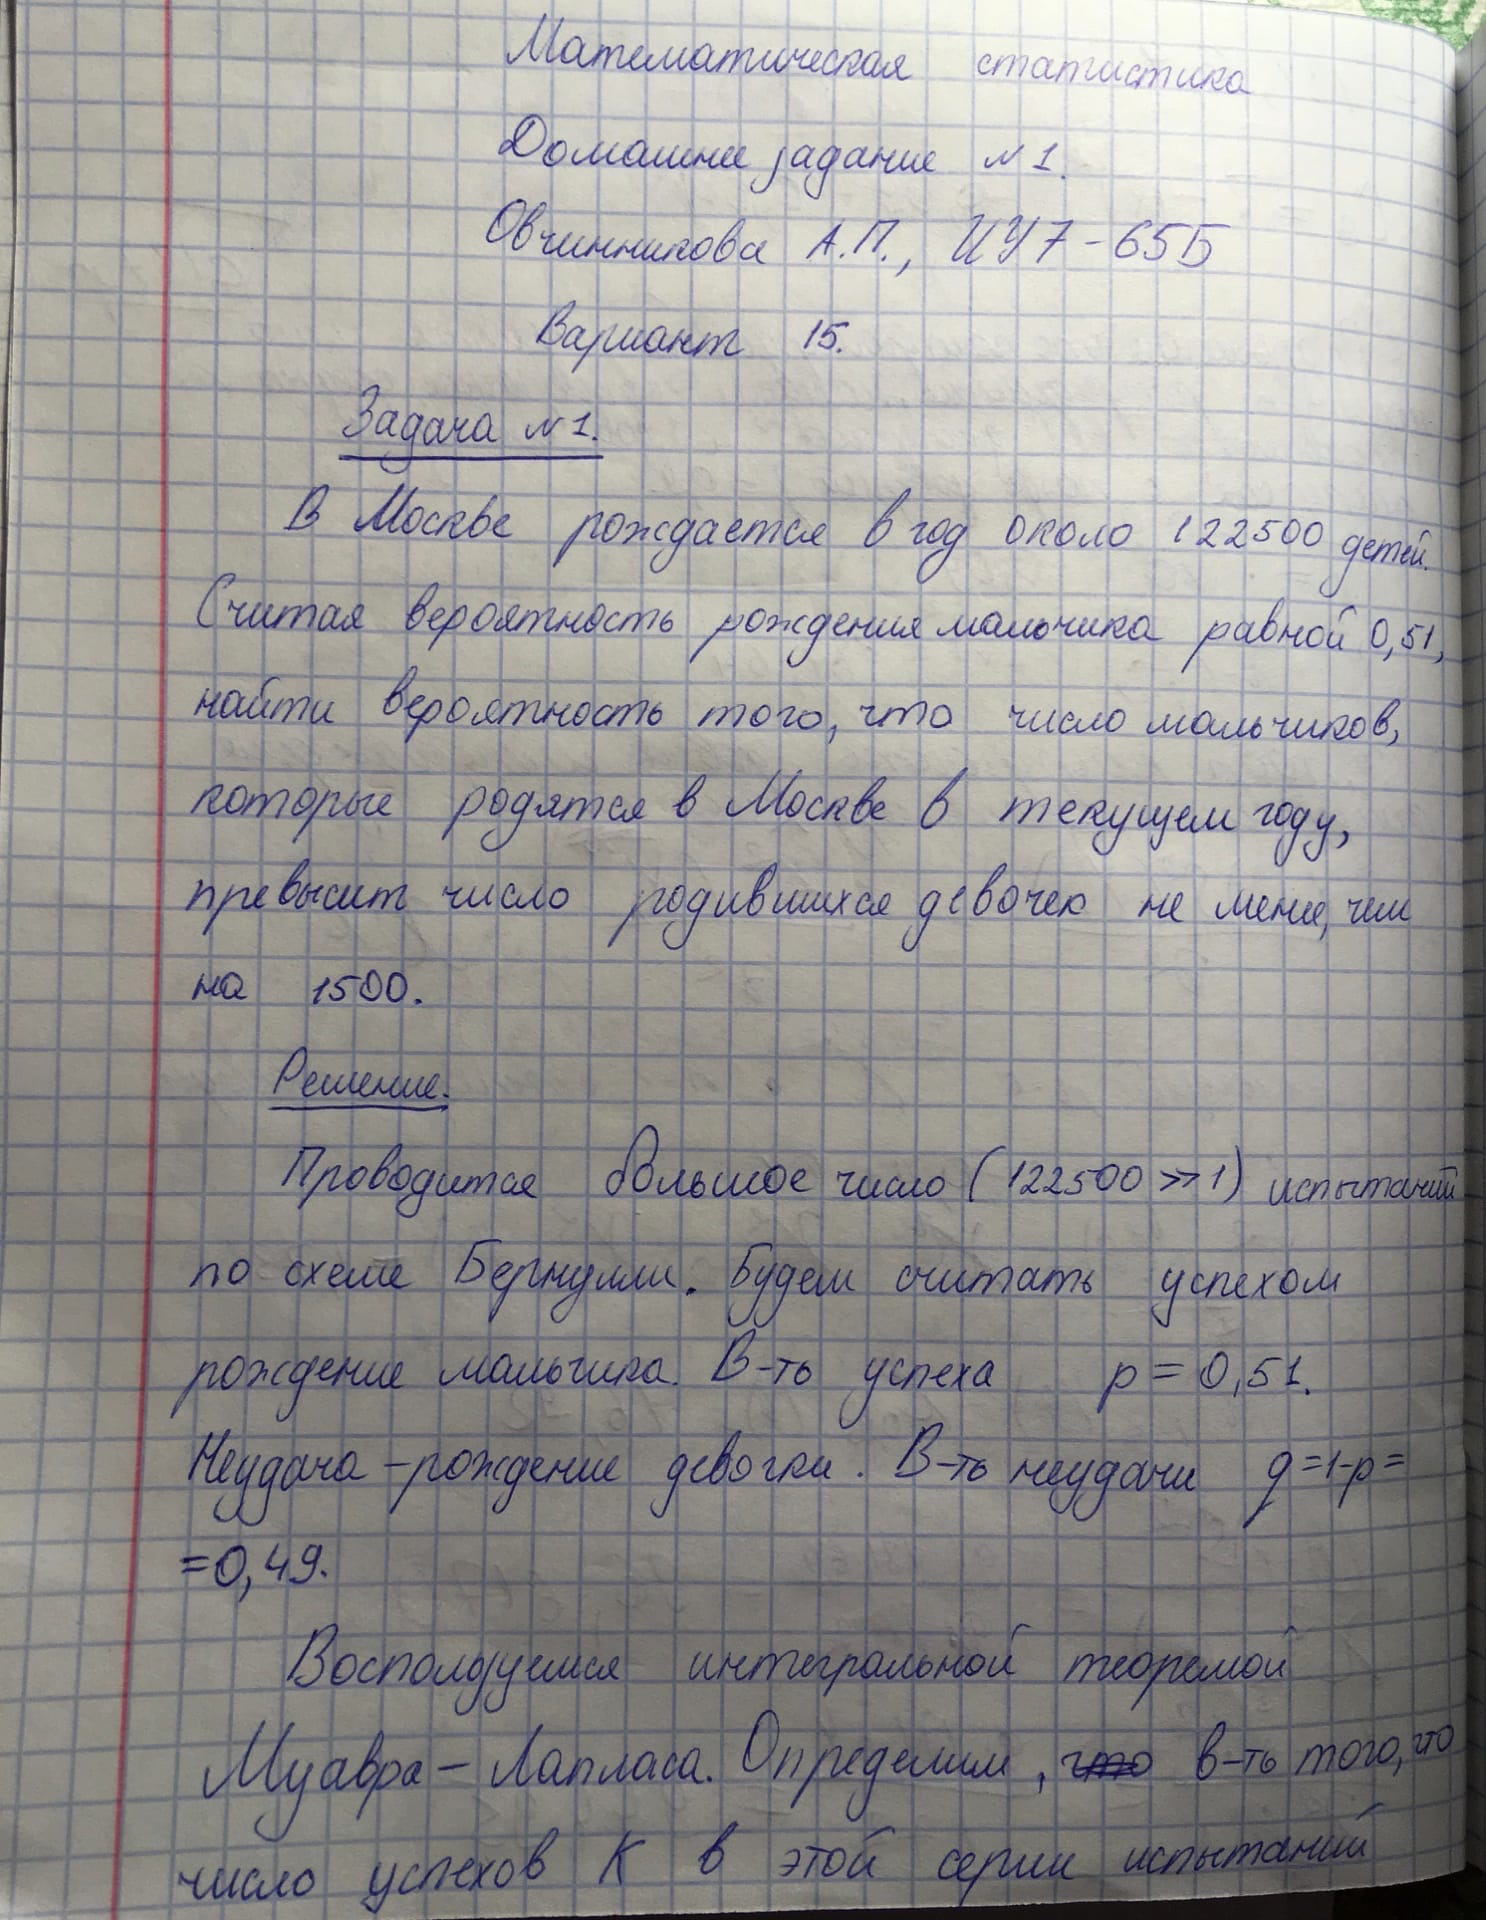 Математическая статистика
Домашнее задание №1.
Овчинникова А.П., ИУ7-65Б
Вариант 15.
Задача №1.
В Москве рождается в год около 122500 детей.
Считая вероятность рождения мальчика равной 0,51,
найти вероятность того, что число мальчиков,
которые родятся в Москве в текущем году,
превысит число родившихся девочек не менее, чем
на 1500.
Решение.
Проводится большое число (122500 >> 1) испытаний
по схеме Бернулли. Будем считать успехом
рождение мальчика. В-ть успеха p = 0,51.
Неудача – рождение девочки. В-ть неудачи q = 1-p =
= 0,49.
Воспользуемся интегральной теоремой
Муавра – Лапласа. Определим, что в-ть того, что
число успехов K в этой серии испытаний